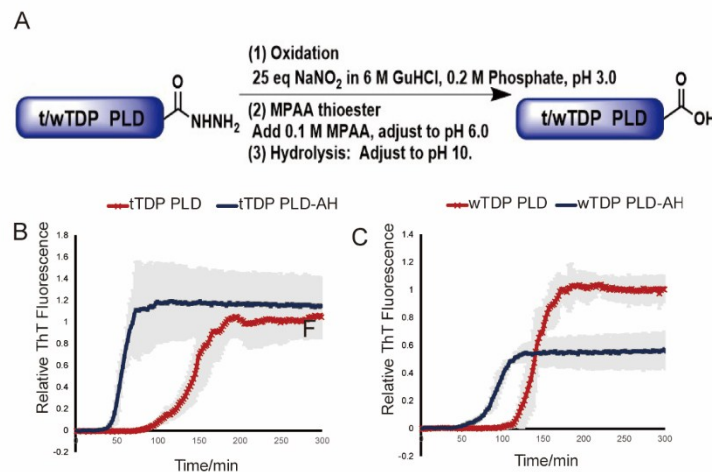 A
(1) Oxidation
25 eq NaNO2 in 6 M GuHCl, 0.2 M Phosphate, pH 3.0
t/wTDP PLD
O
NHNH2
(2) MPAA thioester
Add 0.1 M MPAA, adjust to pH 6.0
(3) Hydrolysis: Adjust to pH 10.
t/wTDP PLD
O
OH
tTDP PLD tTDP PLD-AH
B
Relative ThT Fluorescence
1.8
1.6
1.4
1.2
1
0.8
0.6
0.4
0.2
0
-0.2
0 50 100 150 200 250 300
F
Time/min
wTDP PLD wTDP PLD-AH
C
Relative ThT Fluorescence
1.4
1.2
1
0.8
0.6
0.4
0.2
0
-0.2
0 50 100 150 200 250 300
Time/min